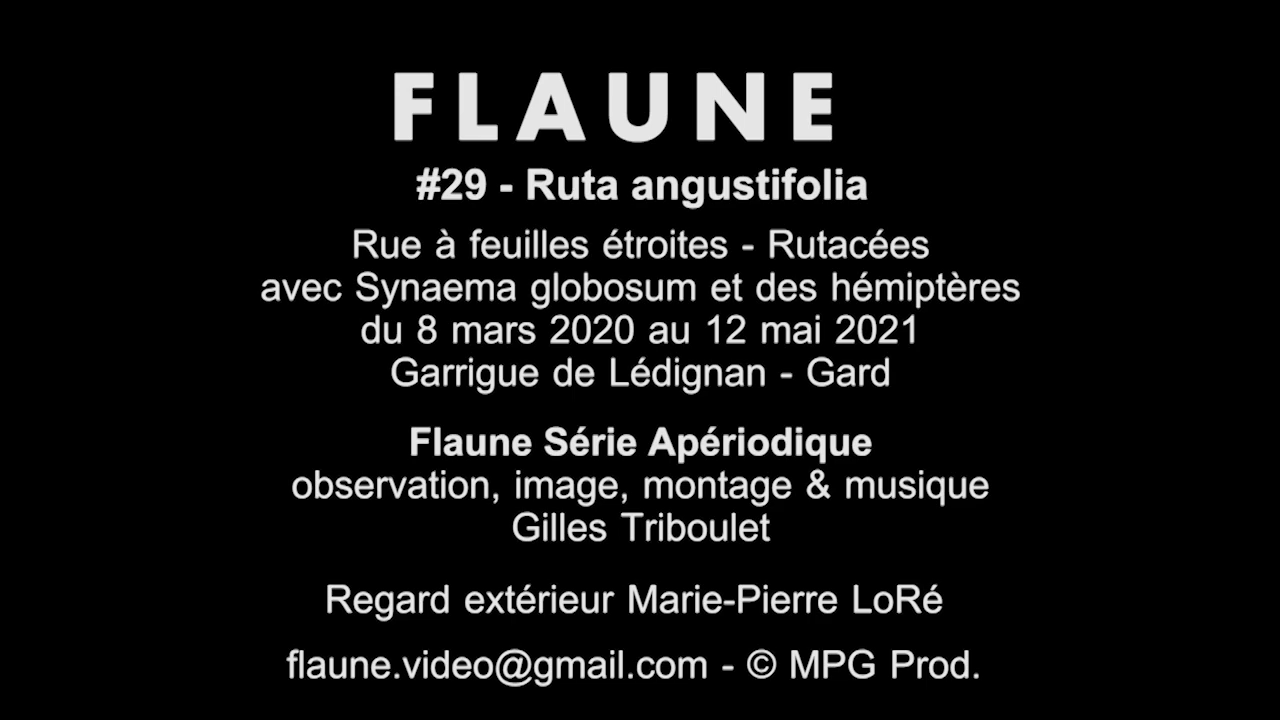 FLAUNE
#29 - Ruta angustifolia
Rue à feuilles étroites - Rutacées
avec Synaema globosum et des hémiptères
du 8 mars 2020 au 12 mai 2021
Garrigue de Lédignan - Gard
Flaune Série Apériodique
observation, image, montage & musique
Gilles Triboulet
Regard extérieur Marie-Pierre LoRé
flaune.video@gmail.com - © MPG Prod.